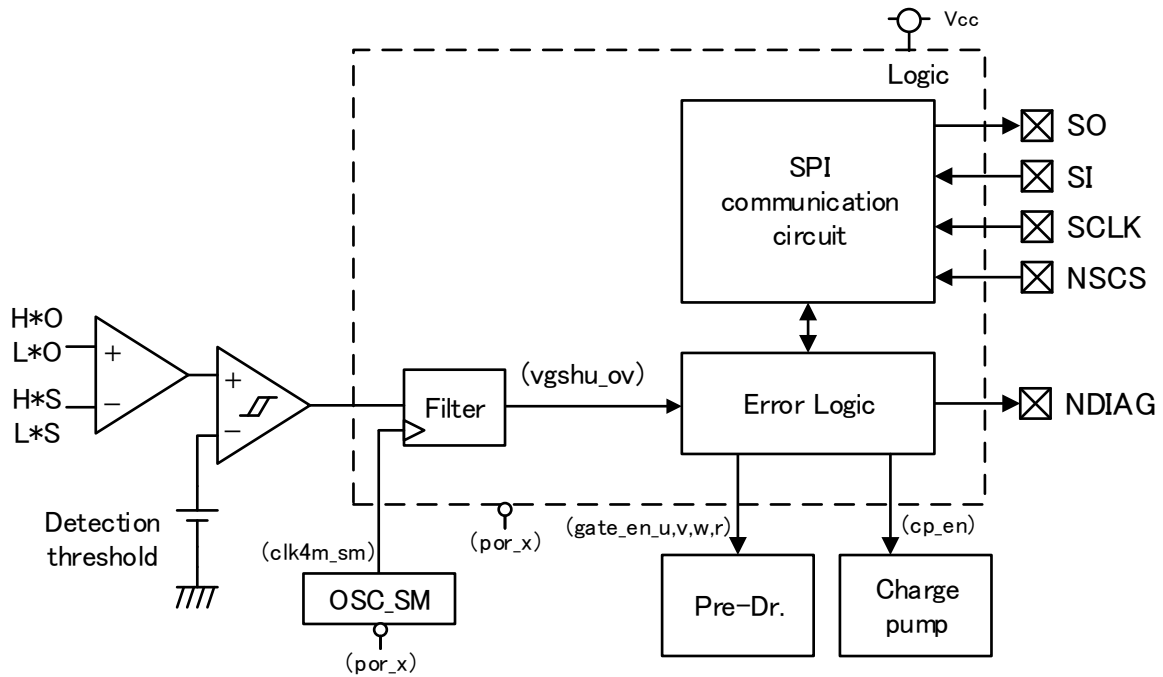 Vcc
Logic
SPI
communication
circuit
SO
SI
SCLK
NSCS
H*O
L*O
H*S
L*S
+
−
+
−
Filter
(vgshu_ov)
Error Logic
NDIAG
Detection
threshold
(clk4m_sm)
(por_x)
(gate_en_u,v,w,r)
(cp_en)
OSC_SM
(por_x)
Pre-Dr.
Charge
pump